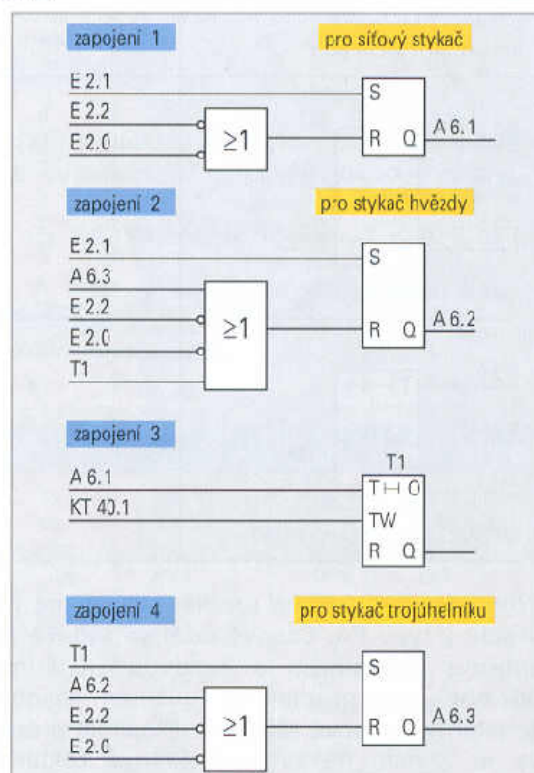 zapojení 1 pro síťový stykač
E 2.1
E 2.2
E 2.0
≥1
S
R Q A 6.1
zapojení 2 pro stykač hvězdy
E 2.1
A 6.3
E 2.2
E 2.0
T1
≥1
S
R Q A 6.2
zapojení 3
T1
A 6.1
KT 40.1
T⊢⊣0
TW
R Q
zapojení 4 pro stykač trojúhelníku
T1
A 6.2
E 2.2
E 2.0
≥1
S
R Q A 6.3